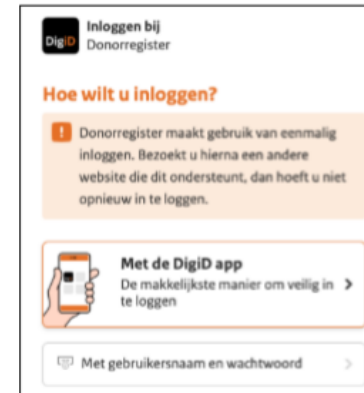 DigiD
Inloggen bij
Donorregister
Hoe wilt u inloggen?
! Donorregister maakt gebruik van eenmalig
inloggen. Bezoekt u hierna een andere
website die dit ondersteunt, dan hoeft u niet
opnieuw in te loggen.
Met de DigiD app
De makkelijkste manier om veilig in
te loggen
Met gebruikersnaam en wachtwoord